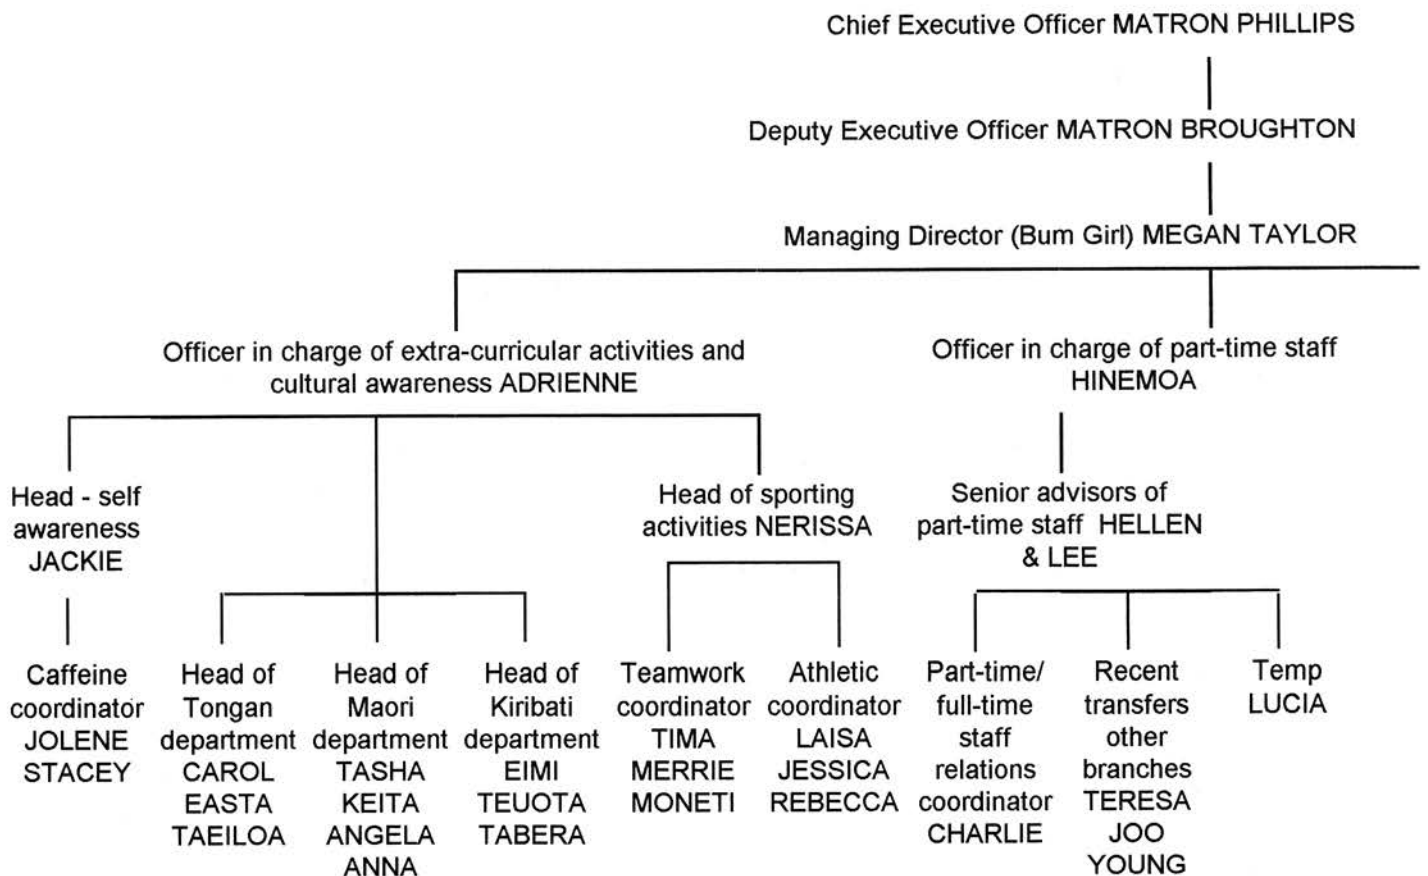 Chief Executive Officer MATRON PHILLIPS
Deputy Executive Officer MATRON BROUGHTON
Managing Director (Bum Girl) MEGAN TAYLOR
Officer in charge of extra-curricular activities and
cultural awareness ADRIENNE
Officer in charge of part-time staff
HINEMOA
Head - self
awareness
JACKIE
Head of sporting
activities NERISSA
Senior advisors of
part-time staff HELLEN
& LEE
Caffeine
coordinator
JOLENE
STACEY
Head of
Tongan
department
CAROL
EASTA
TAEILOA
Head of
Maori
department
TASHA
KEITA
ANGELA
ANNA
Head of
Kiribati
department
EIMI
TEUOTA
TABERA
Teamwork
coordinator
TIMA
MERRIE
MONETI
Athletic
coordinator
LAISA
JESSICA
REBECCA
Part-time/
full-time
staff
relations
coordinator
CHARLIE
Recent
transfers
other
branches
TERESA
JOO
YOUNG
Temp
LUCIA